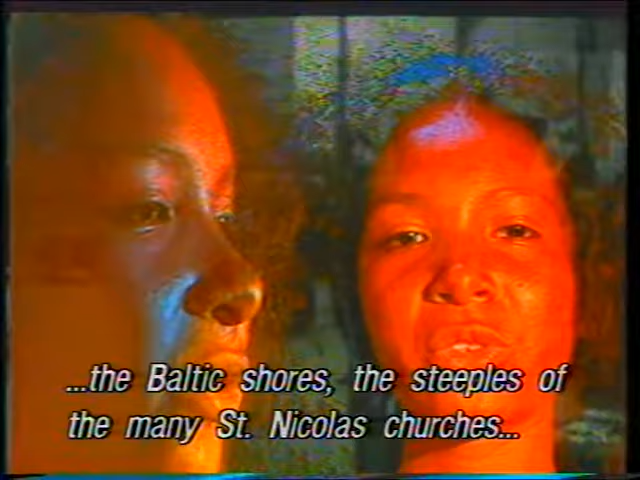 ...the Baltic shores, the steeples of
the many St. Nicolas churches...